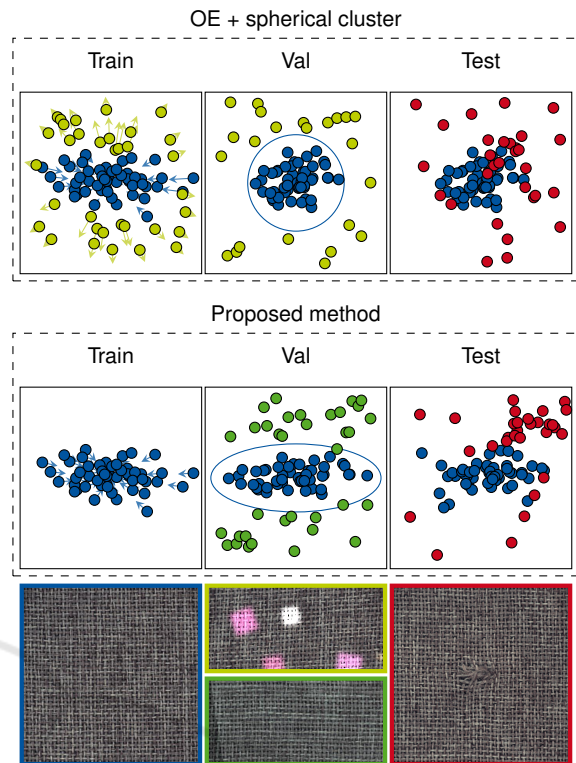 OE + spherical cluster
Train Val Test
Proposed method
Train Val Test